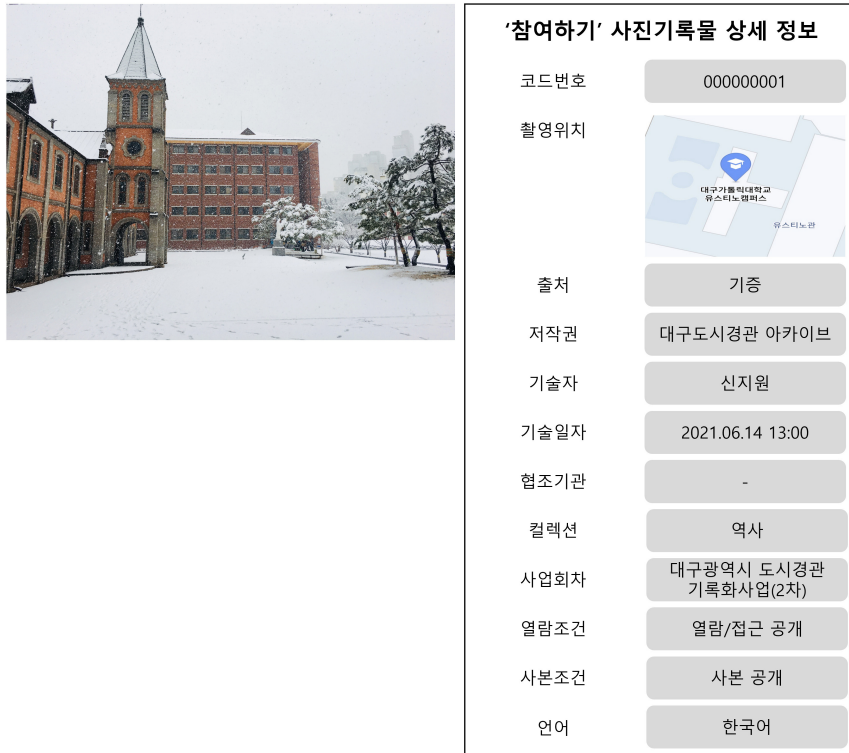 ‘참여하기’ 사진기록물 상세 정보
코드번호 000000001
촬영위치
대구가톨릭대학교
유스티노캠퍼스
유스티노관
출처 기증
저작권 대구도시경관 아카이브
기술자 신지원
기술일자 2021.06.14 13:00
협조기관 -
컬렉션 역사
사업회차 대구광역시 도시경관
기록화사업(2차)
열람조건 열람/접근 공개
사본조건 사본 공개
언어 한국어